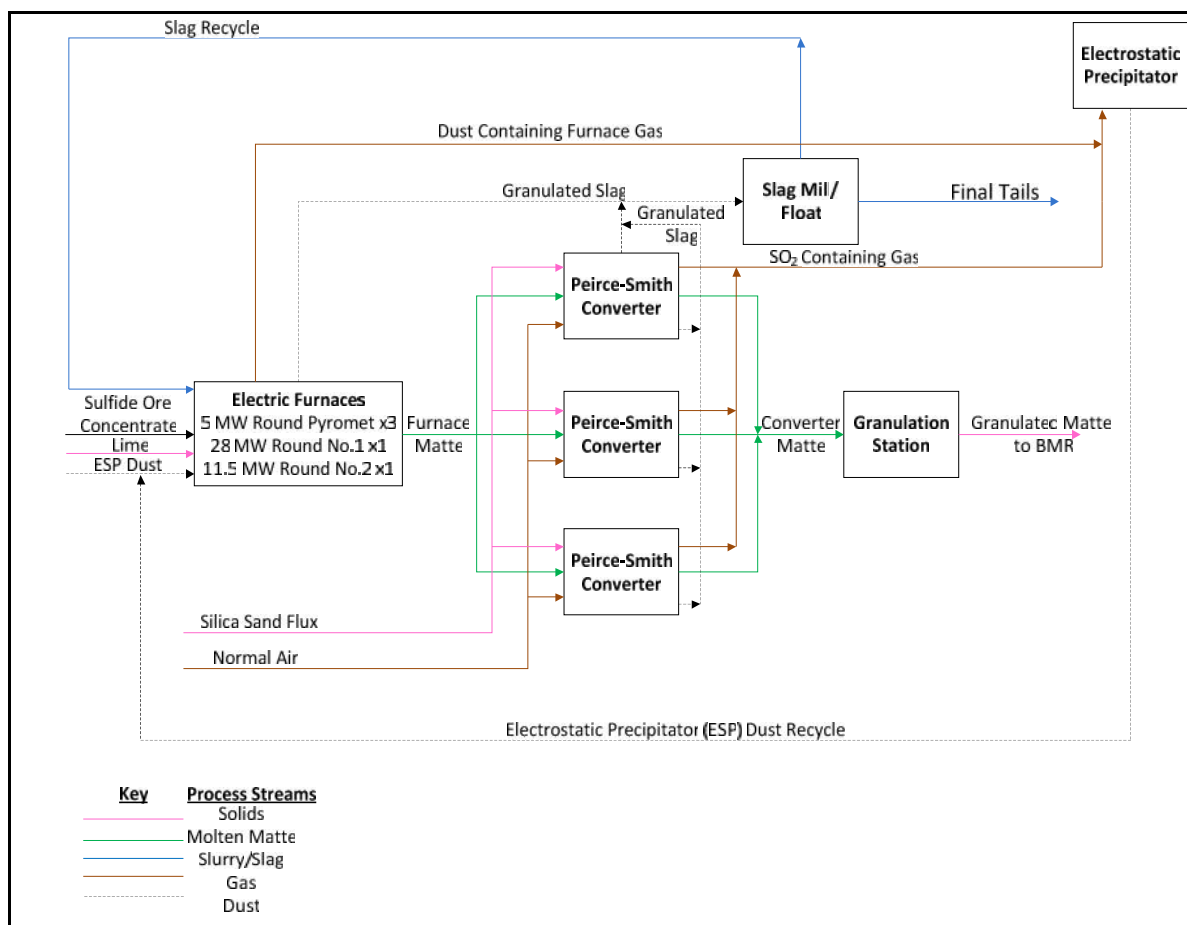 Slag Recycle
Electrostatic
Precipitator
Dust Containing Furnace Gas
Granulated Slag
Slag Mil/
Float
Final Tails
Granulated
Slag
SO₂ Containing Gas
Peirce-Smith
Converter
Sulfide Ore
Concentrate
Lime
ESP Dust
Electric Furnaces
5 MW Round Pyromet x3
28 MW Round No.1 x1
11.5 MW Round No.2 x1
Furnace
Matte
Peirce-Smith
Converter
Converter
Matte
Granulation
Station
Granulatec Matte
to BMR
Peirce-Smith
Converter
Silica Sand Flux
Normal Air
Electrostatic Precipitator (ESP) Dust Recycle
Key Process Streams
Solids
Molten Matte
Slurry/Slag
Gas
Dust